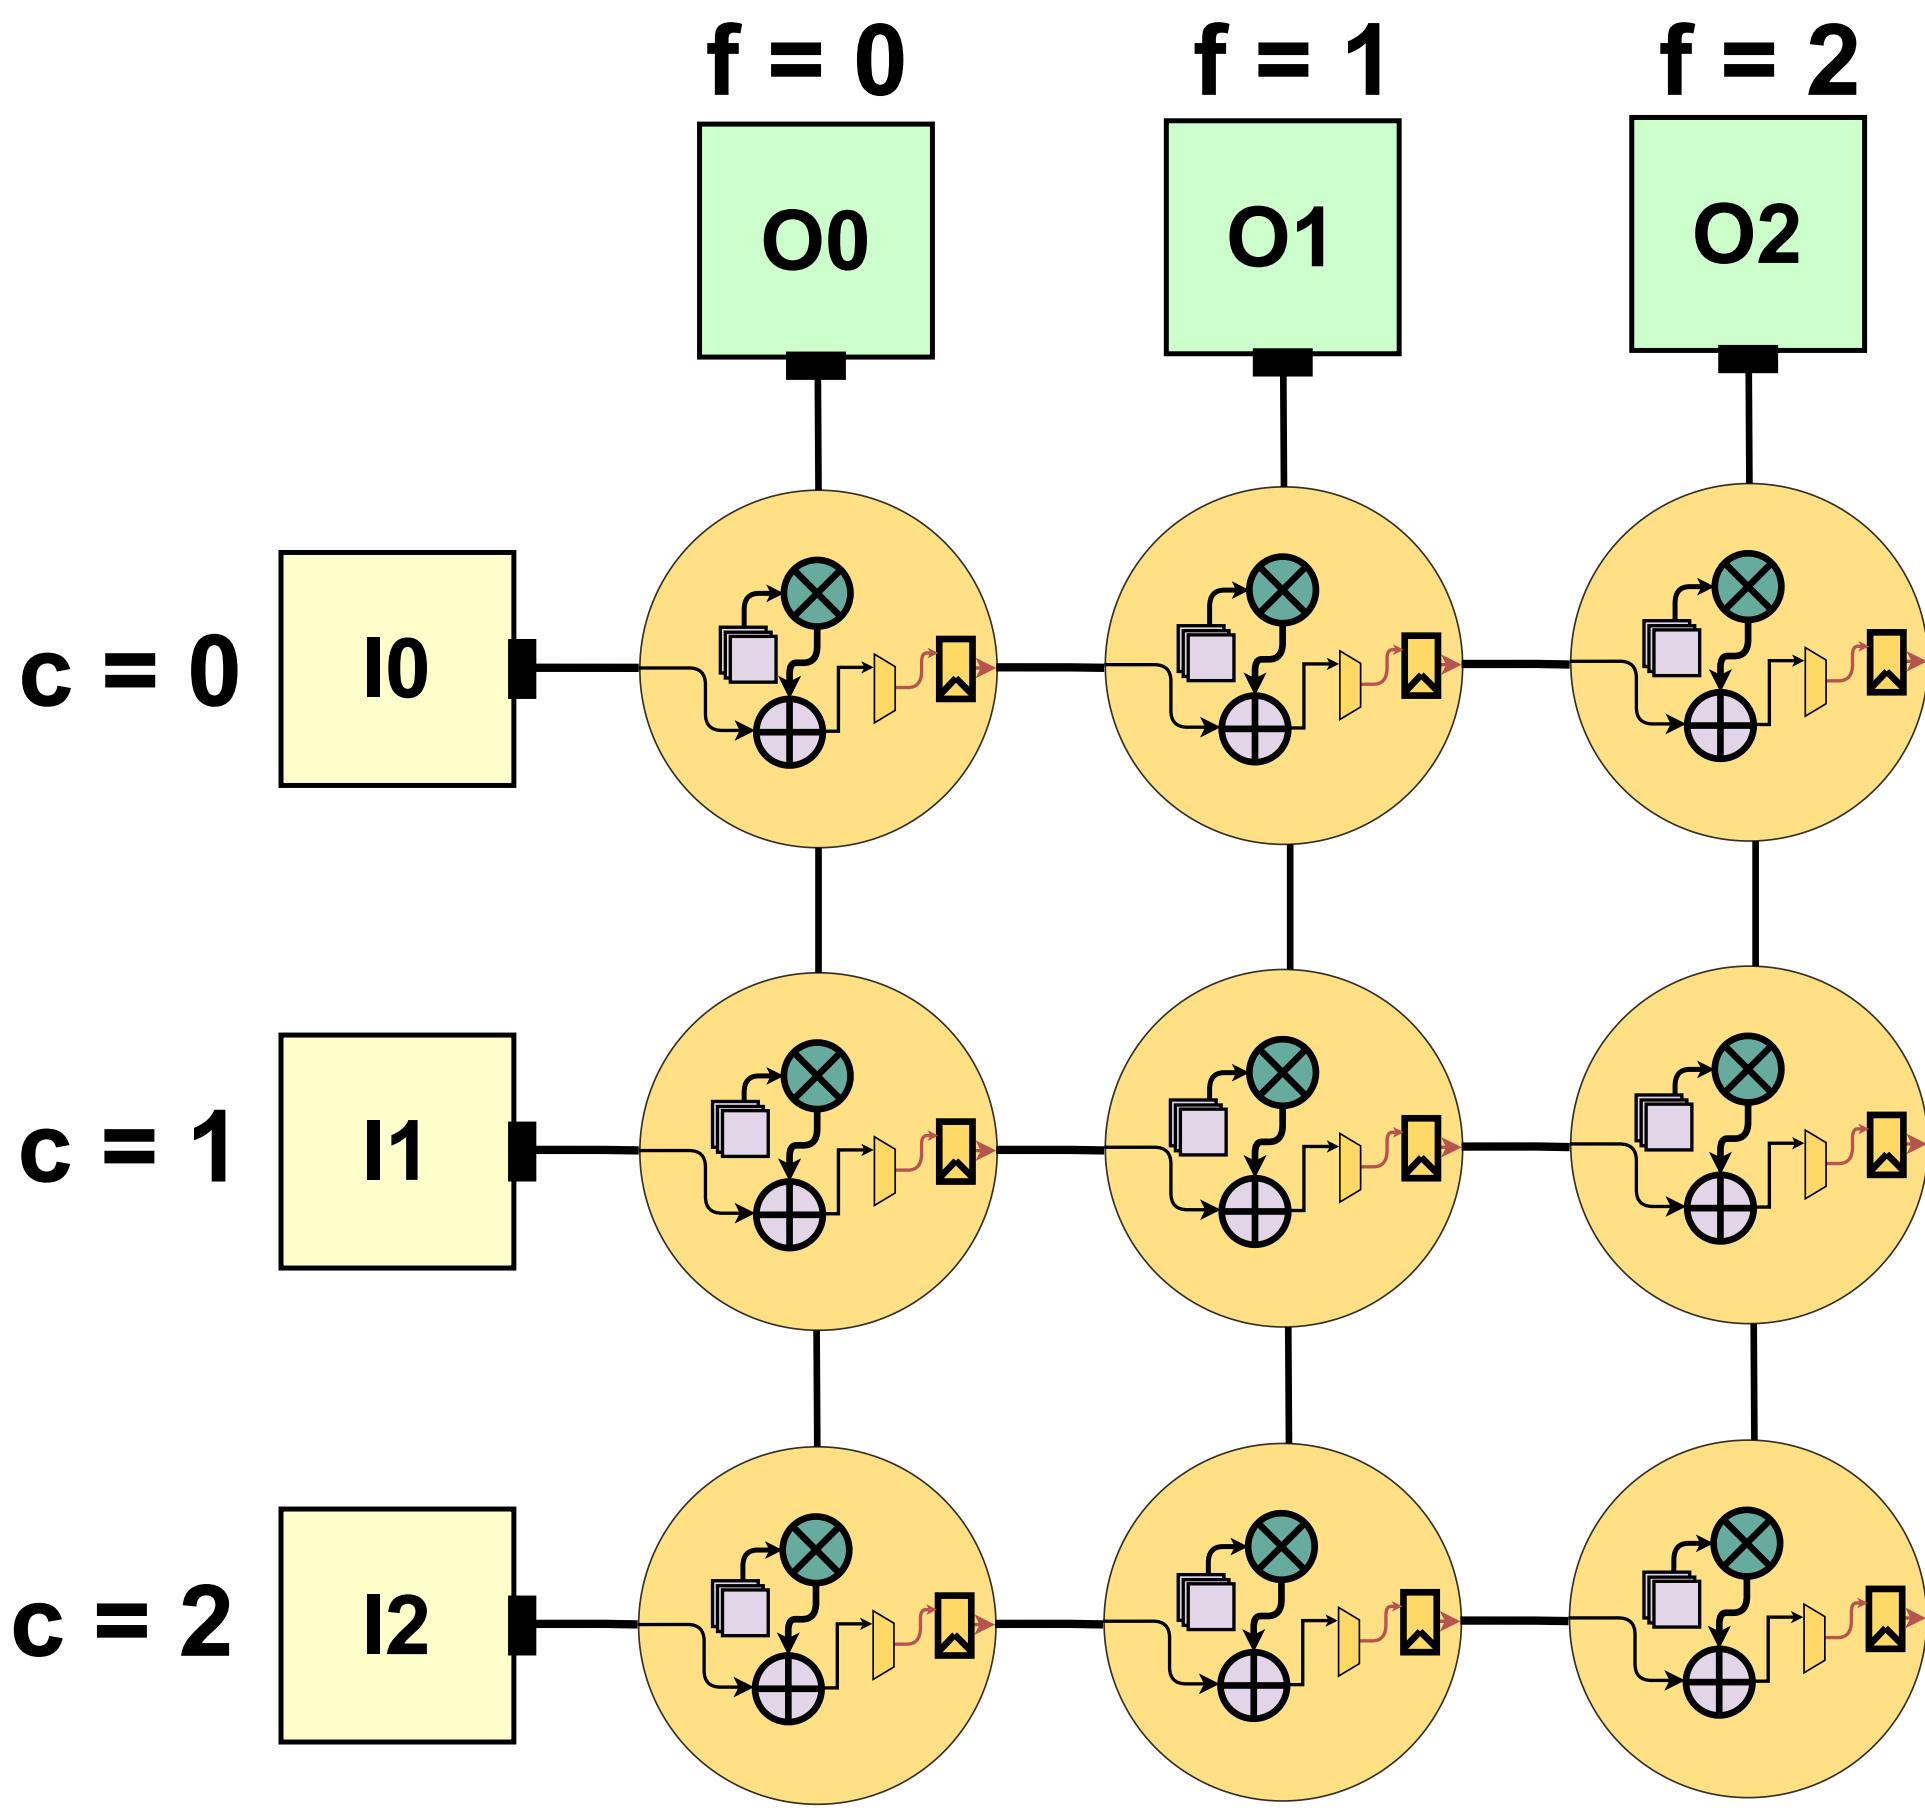 f = 0 f = 1 f = 2
O0 O1 O2
c = 0 I0
c = 1 I1
c = 2 I2